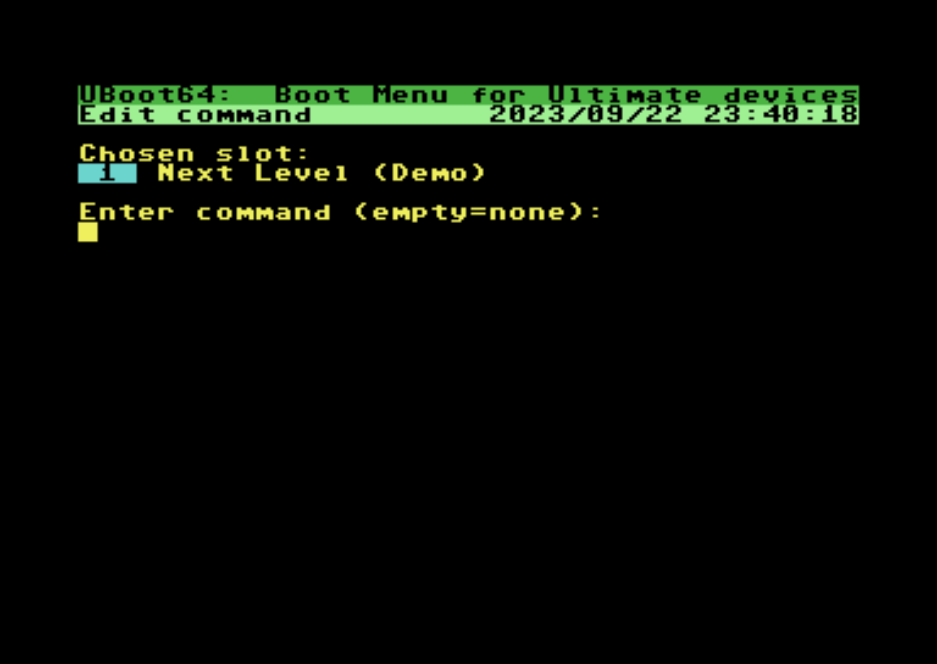 UBoot64:  Boot Menu for Ultimate devices
Edit command 2023/09/22 23:40:18
Chosen slot:
1 Next Level (Demo)
Enter command (empty=none):